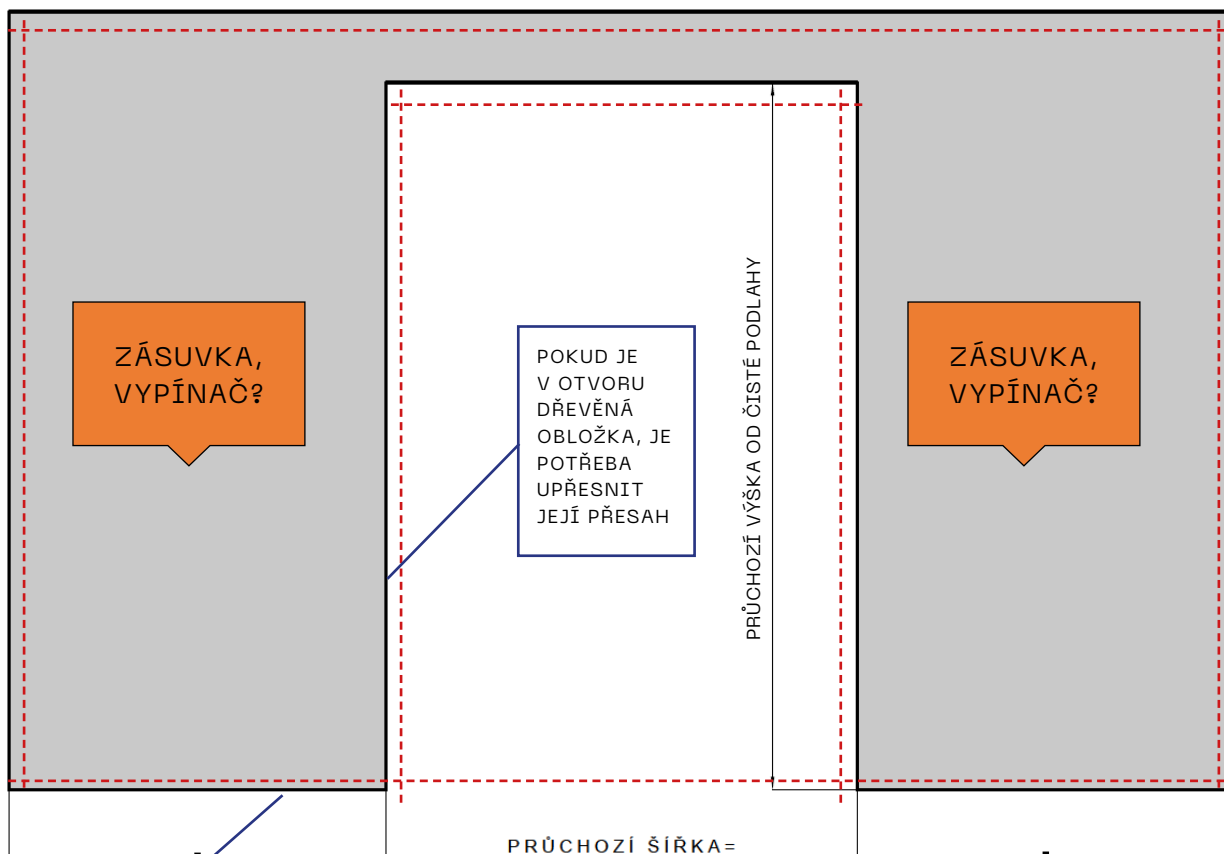 ZÁSUVKA,
VYPÍNAČ?
POKUD JE
V OTVORU
DŘEVĚNÁ
OBLOŽKA, JE
POTŘEBA
UPŘESNIT
JEJÍ PŘESAH
PRŮCHOZÍ VÝŠKA OD ČISTÉ PODLAHY
ZÁSUVKA,
VYPÍNAČ?
PRŮCHOZÍ ŠÍŘKA=